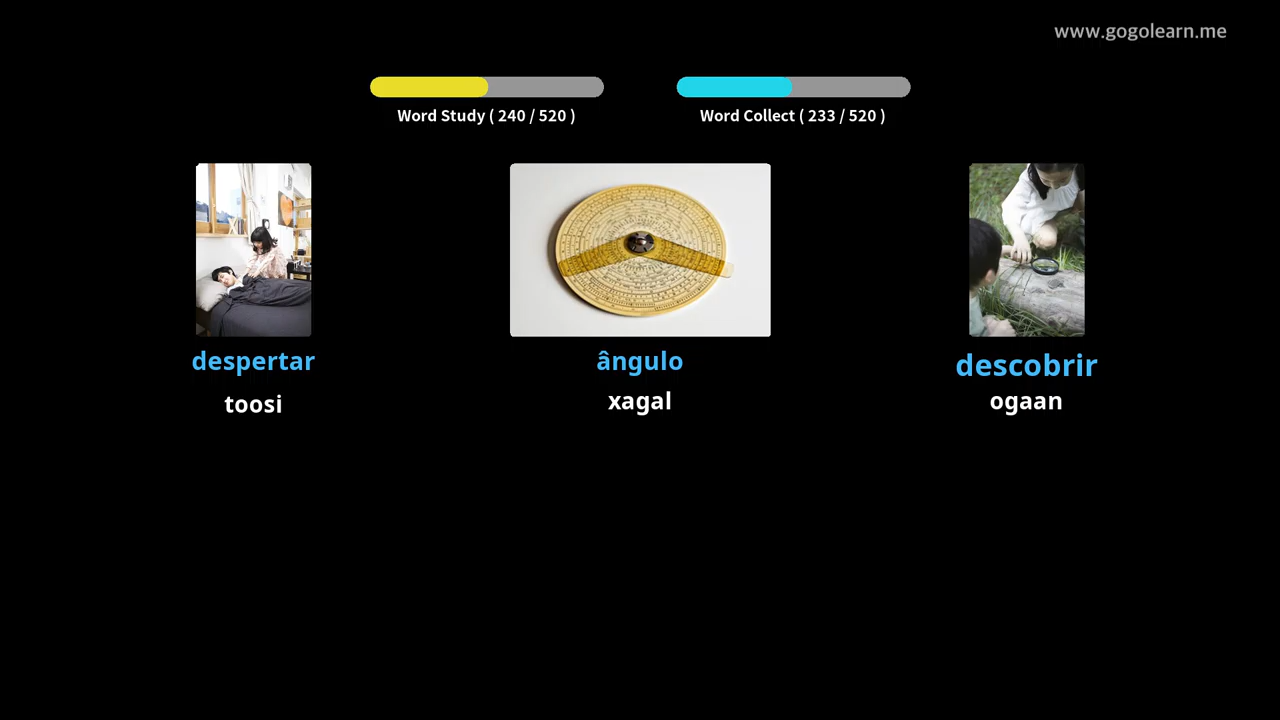 www.gogolearn.me
Word Study ( 240 / 520 )
Word Collect ( 233 / 520 )
despertar
ângulo
descobrir
toosi
xagal
ogaan